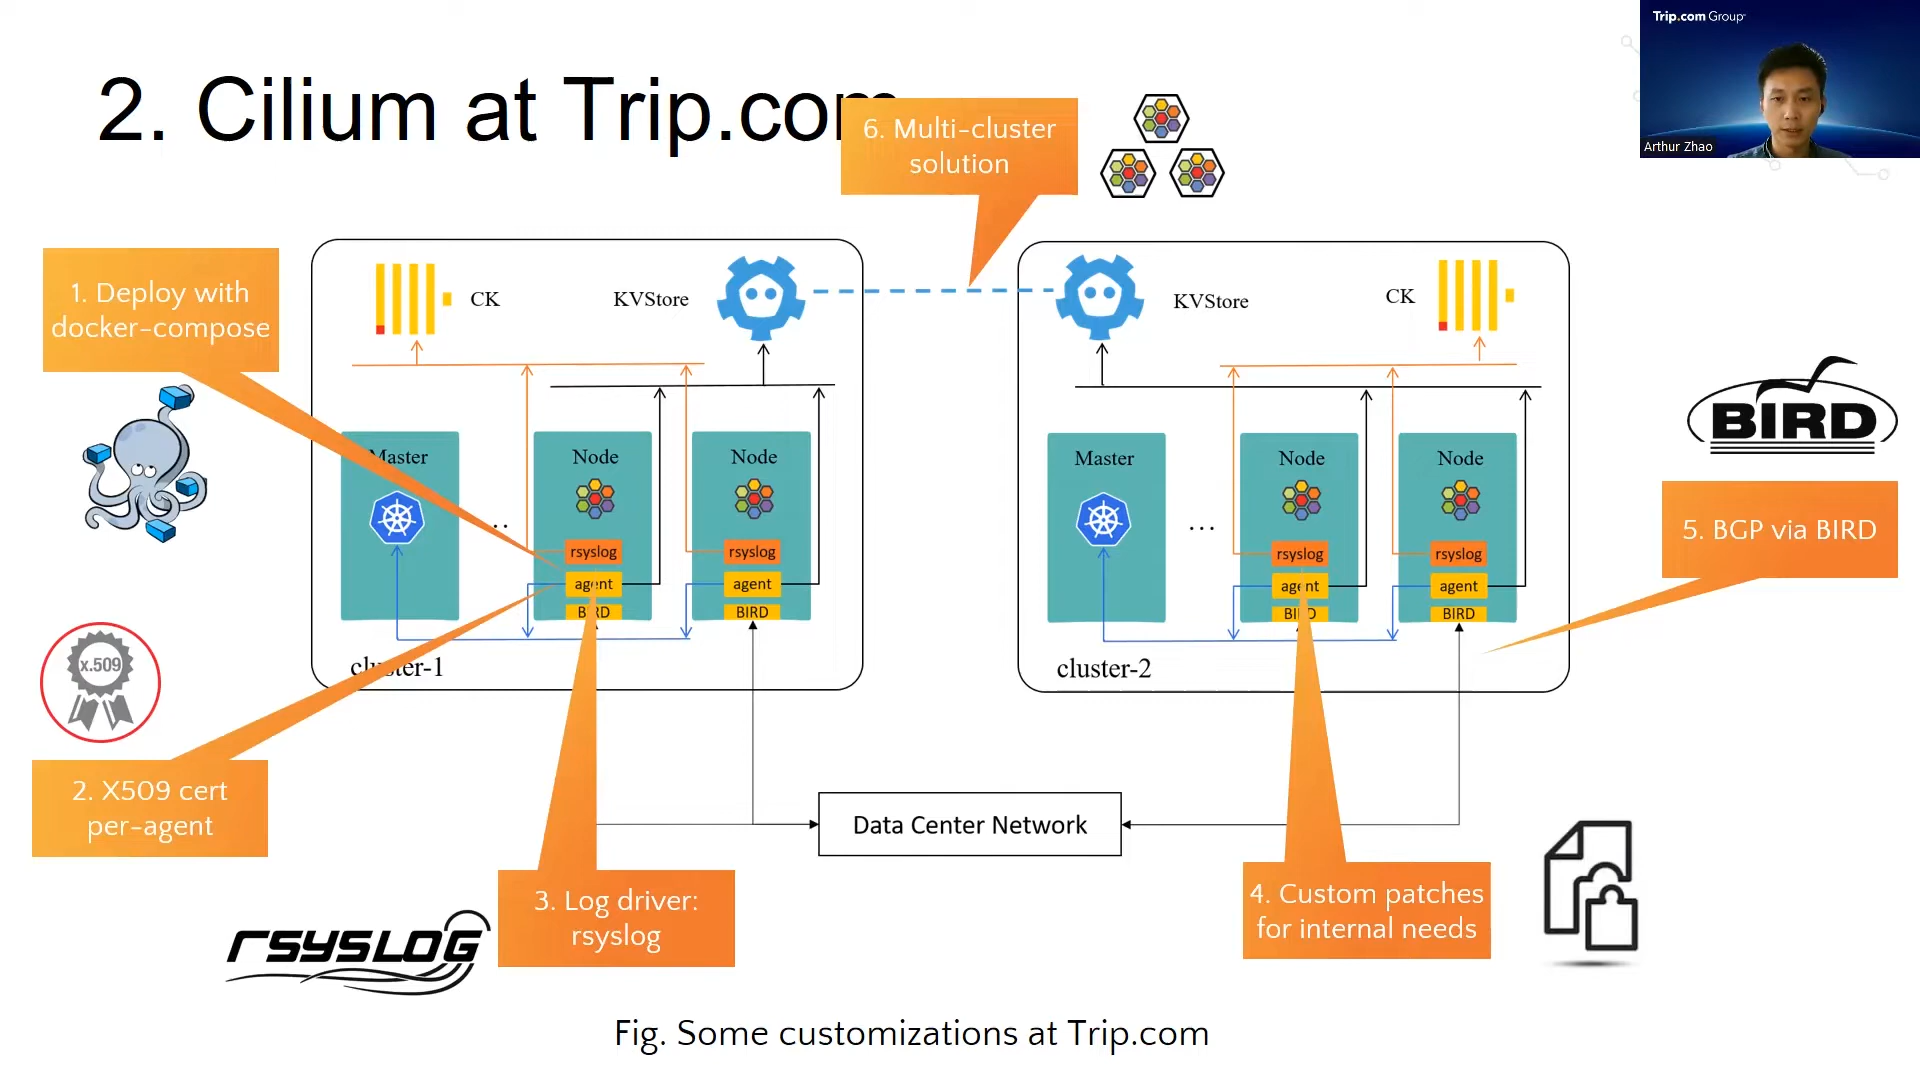 Trip.com Group
Arthur Zhao
2. Cilium at Trip.com
6. Multi-cluster
solution
1. Deploy with
docker-compose
CK
KVStore
KVStore
CK
BIRD
Master
Node
Node
Master
Node
Node
5. BGP via BIRD
...
...
rsyslog
rsyslog
rsyslog
rsyslog
agent
agent
agent
agent
BIRD
BIRD
BIRD
BIRD
cluster-1
cluster-2
x.509
2. X509 cert
per-agent
Data Center Network
3. Log driver:
rsyslog
4. Custom patches
for internal needs
rsyslog
Fig. Some customizations at Trip.com